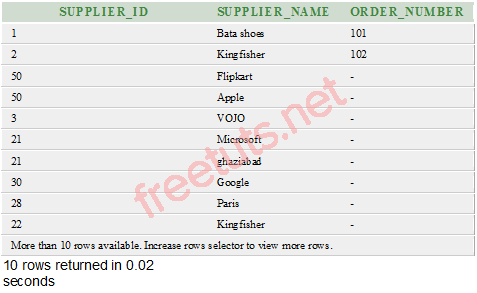 SUPPLIER_ID SUPPLIER_NAME ORDER_NUMBER
1 Bata shoes 101
2 Kingfisher 102
50 Flipkart -
50 Apple -
3 VOJO -
21 Microsoft -
21 ghaziabad -
30 Google -
28 Paris -
22 Kingfisher -
More than 10 rows available. Increase rows selector to view more rows.
10 rows returned in 0.02
seconds
freetuts.net